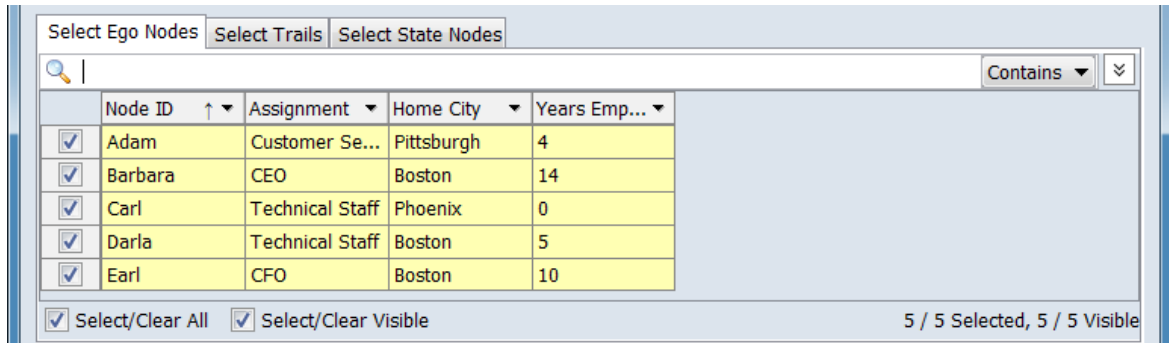 Select Ego Nodes Select Trails Select State Nodes
Contains
Node ID Assignment Home City Years Emp...
Adam Customer Se... Pittsburgh 4
Barbara CEO Boston 14
Carl Technical Staff Phoenix 0
Darla Technical Staff Boston 5
Earl CFO Boston 10
Select/Clear All Select/Clear Visible 5 / 5 Selected, 5 / 5 Visible